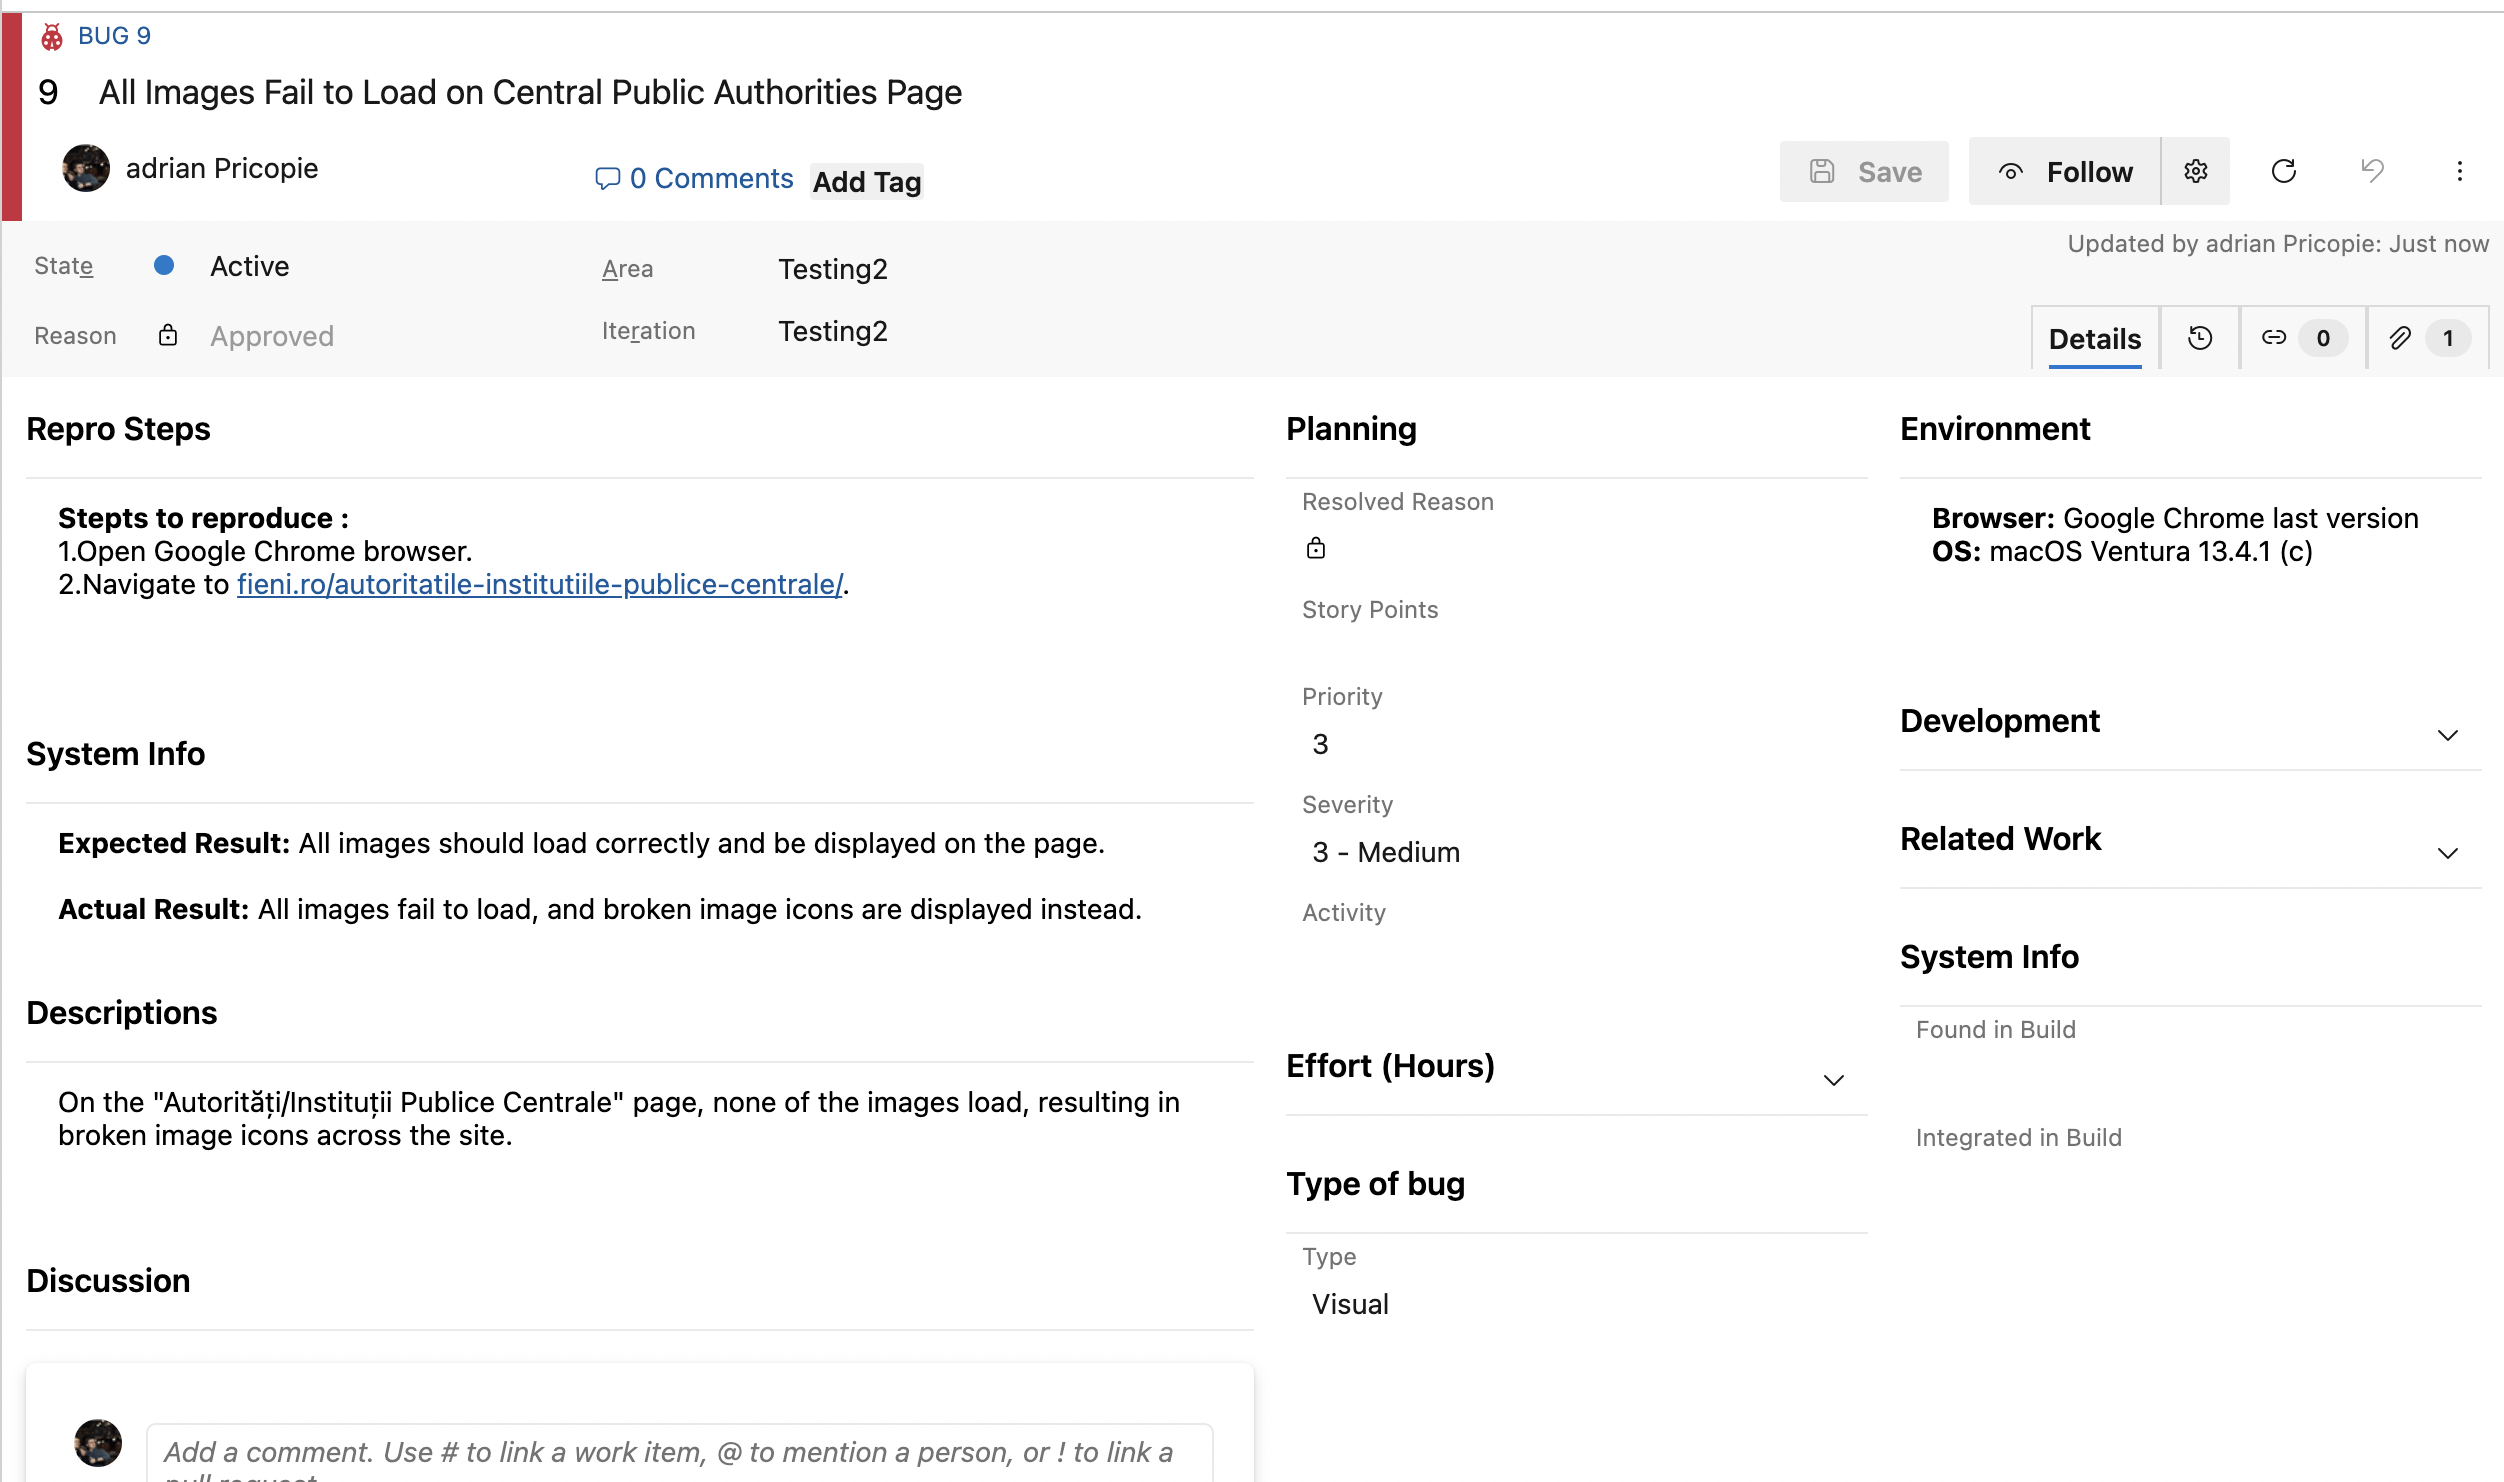 BUG 9
9 All Images Fail to Load on Central Public Authorities Page
adrian Pricopie
0 Comments
Add Tag
Save
Follow
State
Active
Area
Testing2
Updated by adrian Pricopie: Just now
Reason
Approved
Iteration
Testing2
Details
0
1
Repro Steps
Stepts to reproduce :
1.Open Google Chrome browser.
2.Navigate to fieni.ro/autoritatile-institutiile-publice-centrale/.
System Info
Expected Result: All images should load correctly and be displayed on the page.
Actual Result: All images fail to load, and broken image icons are displayed instead.
Descriptions
On the "Autorități/Instituții Publice Centrale" page, none of the images load, resulting in
broken image icons across the site.
Discussion
Add a comment. Use # to link a work item, @ to mention a person, or ! to link a
pull request.
Planning
Resolved Reason
Story Points
Priority
3
Severity
3 - Medium
Activity
Effort (Hours)
Type of bug
Type
Visual
Environment
Browser: Google Chrome last version
OS: macOS Ventura 13.4.1 (c)
Development
Related Work
System Info
Found in Build
Integrated in Build